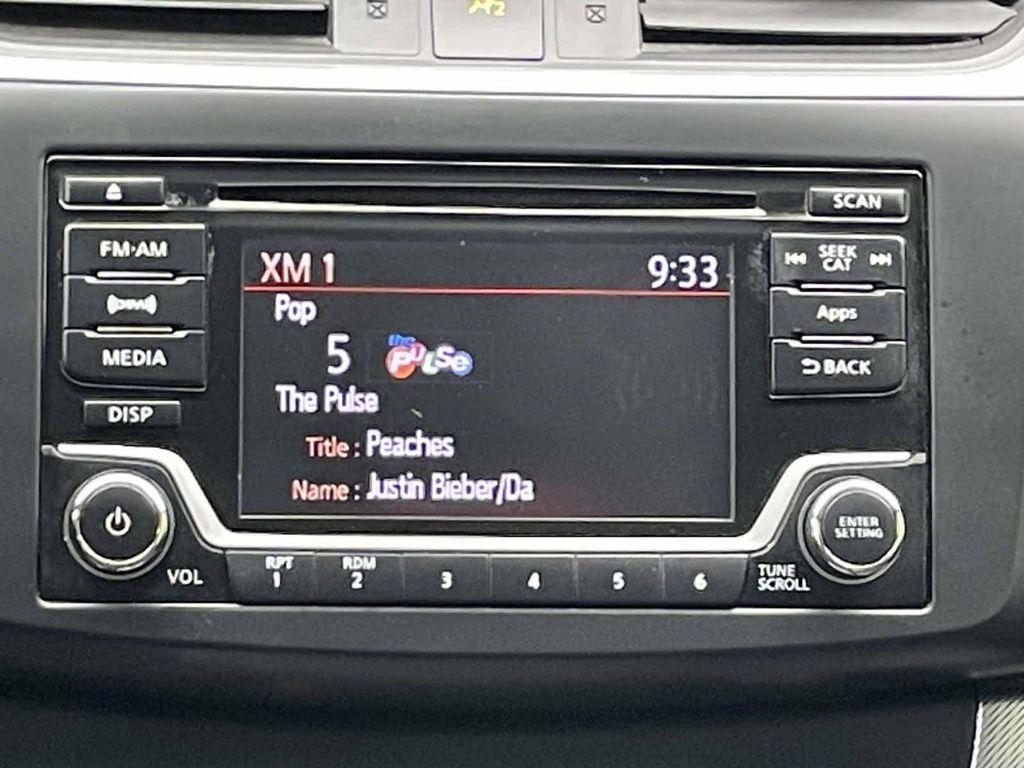 SCAN
FM·AM
XM 1
9:33
SEEK
CAT
Pop
Apps
5
the
PULSe
MEDIA
BACK
The Pulse
DISP
Title : Peaches
Name : Justin Bieber/Da
ENTER
SETTING
VOL
RPT
1
RDM
2
3
4
5
6
TUNE
SCROLL